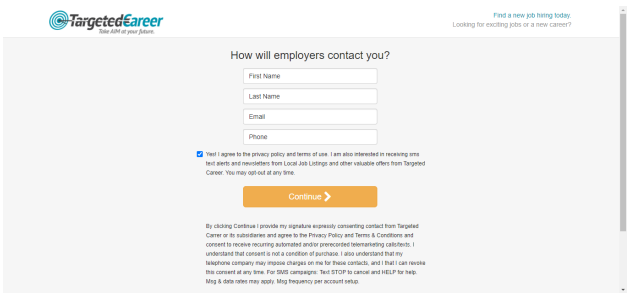 TargetedCareer
Take AIM at your future.
Find a new job hiring today.
Looking for exciting jobs or a new career?
How will employers contact you?
First Name
Last Name
Email
Phone
Yes! I agree to the privacy policy and terms of use. I am also interested in receiving sms
text alerts and newsletters from Local Job Listings and other valuable offers from Targeted
Career. You may opt-out at any time.
Continue
By clicking Continue I provide my signature expressly consenting contact from Targeted
Carrer or its subsidiaries and agree to the Privacy Policy and Terms & Conditions and
consent to receive recurring automated and/or prerecorded telemarketing calls/texts. I
understand that consent is not a condition of purchase. I also understand that my
telephone company may impose charges on me for these contacts, and I that I can revoke
this consent at any time. For SMS campaigns: Text STOP to cancel and HELP for help.
Msg & data rates may apply. Msg frequency per account setup.